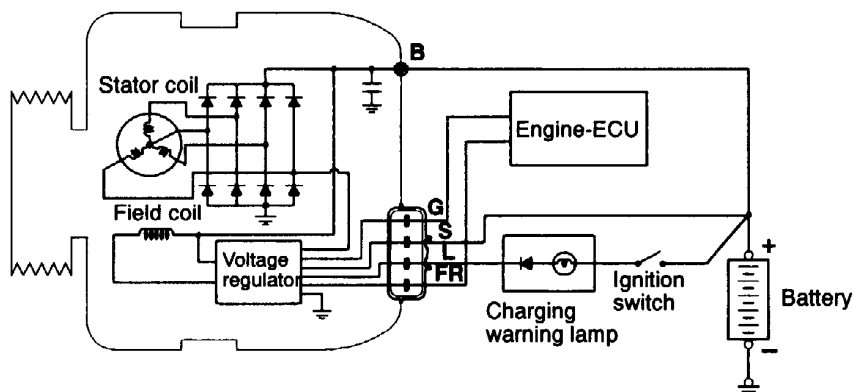 B
Stator coil
Engine-ECU
Field coil
G
S
L
FR
Voltage
regulator
Ignition
switch
Charging
warning lamp
+
Battery
−